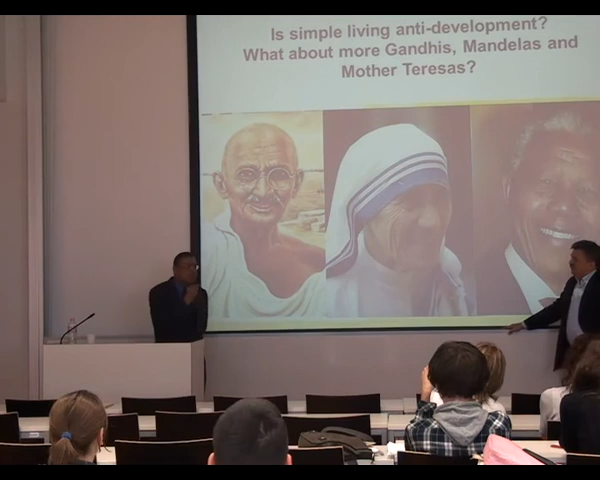 Is simple living anti-development?
What about more Gandhis, Mandelas and
Mother Teresas?